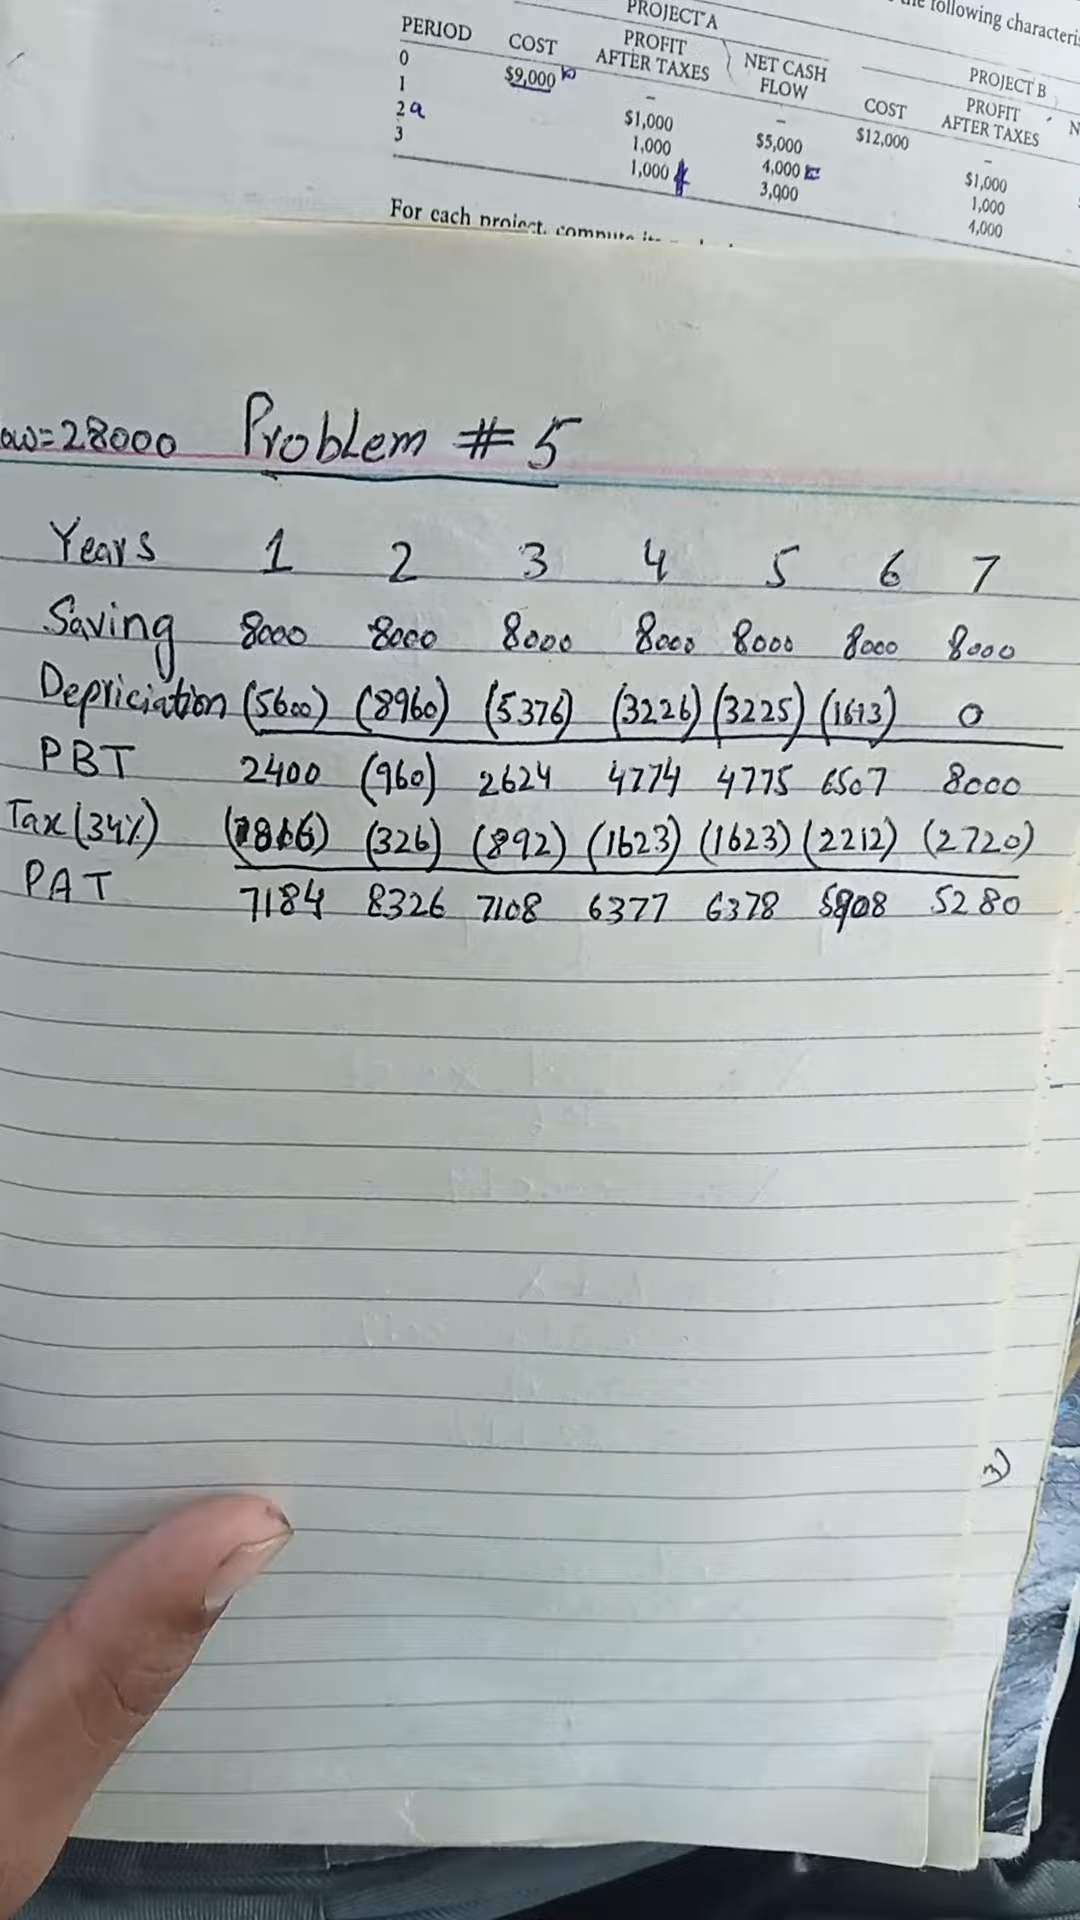 the following characteris
PROJECT A
PROJECT B
PERIOD COST PROFIT AFTER TAXES NET CASH FLOW COST PROFIT AFTER TAXES N
0 $9,000 – – $12,000 –
1 $1,000 $5,000 $1,000
2 a 1,000 4,000 1,000
3 1,000 3,000 4,000
For each project, compute its
ow=28000 Problem # 5
Years 1 2 3 4 5 6 7
Saving 8000 8000 8000 8000 8000 8000 8000
Depriciation (5600) (8960) (5376) (3226) (3225) (1613) 0
PBT 2400 (960) 2624 4774 4775 6507 8000
Tax (34%) (326) (892) (1623) (1623) (2212) (2720)
PAT 7184 8326 7108 6377 6378 5908 5280